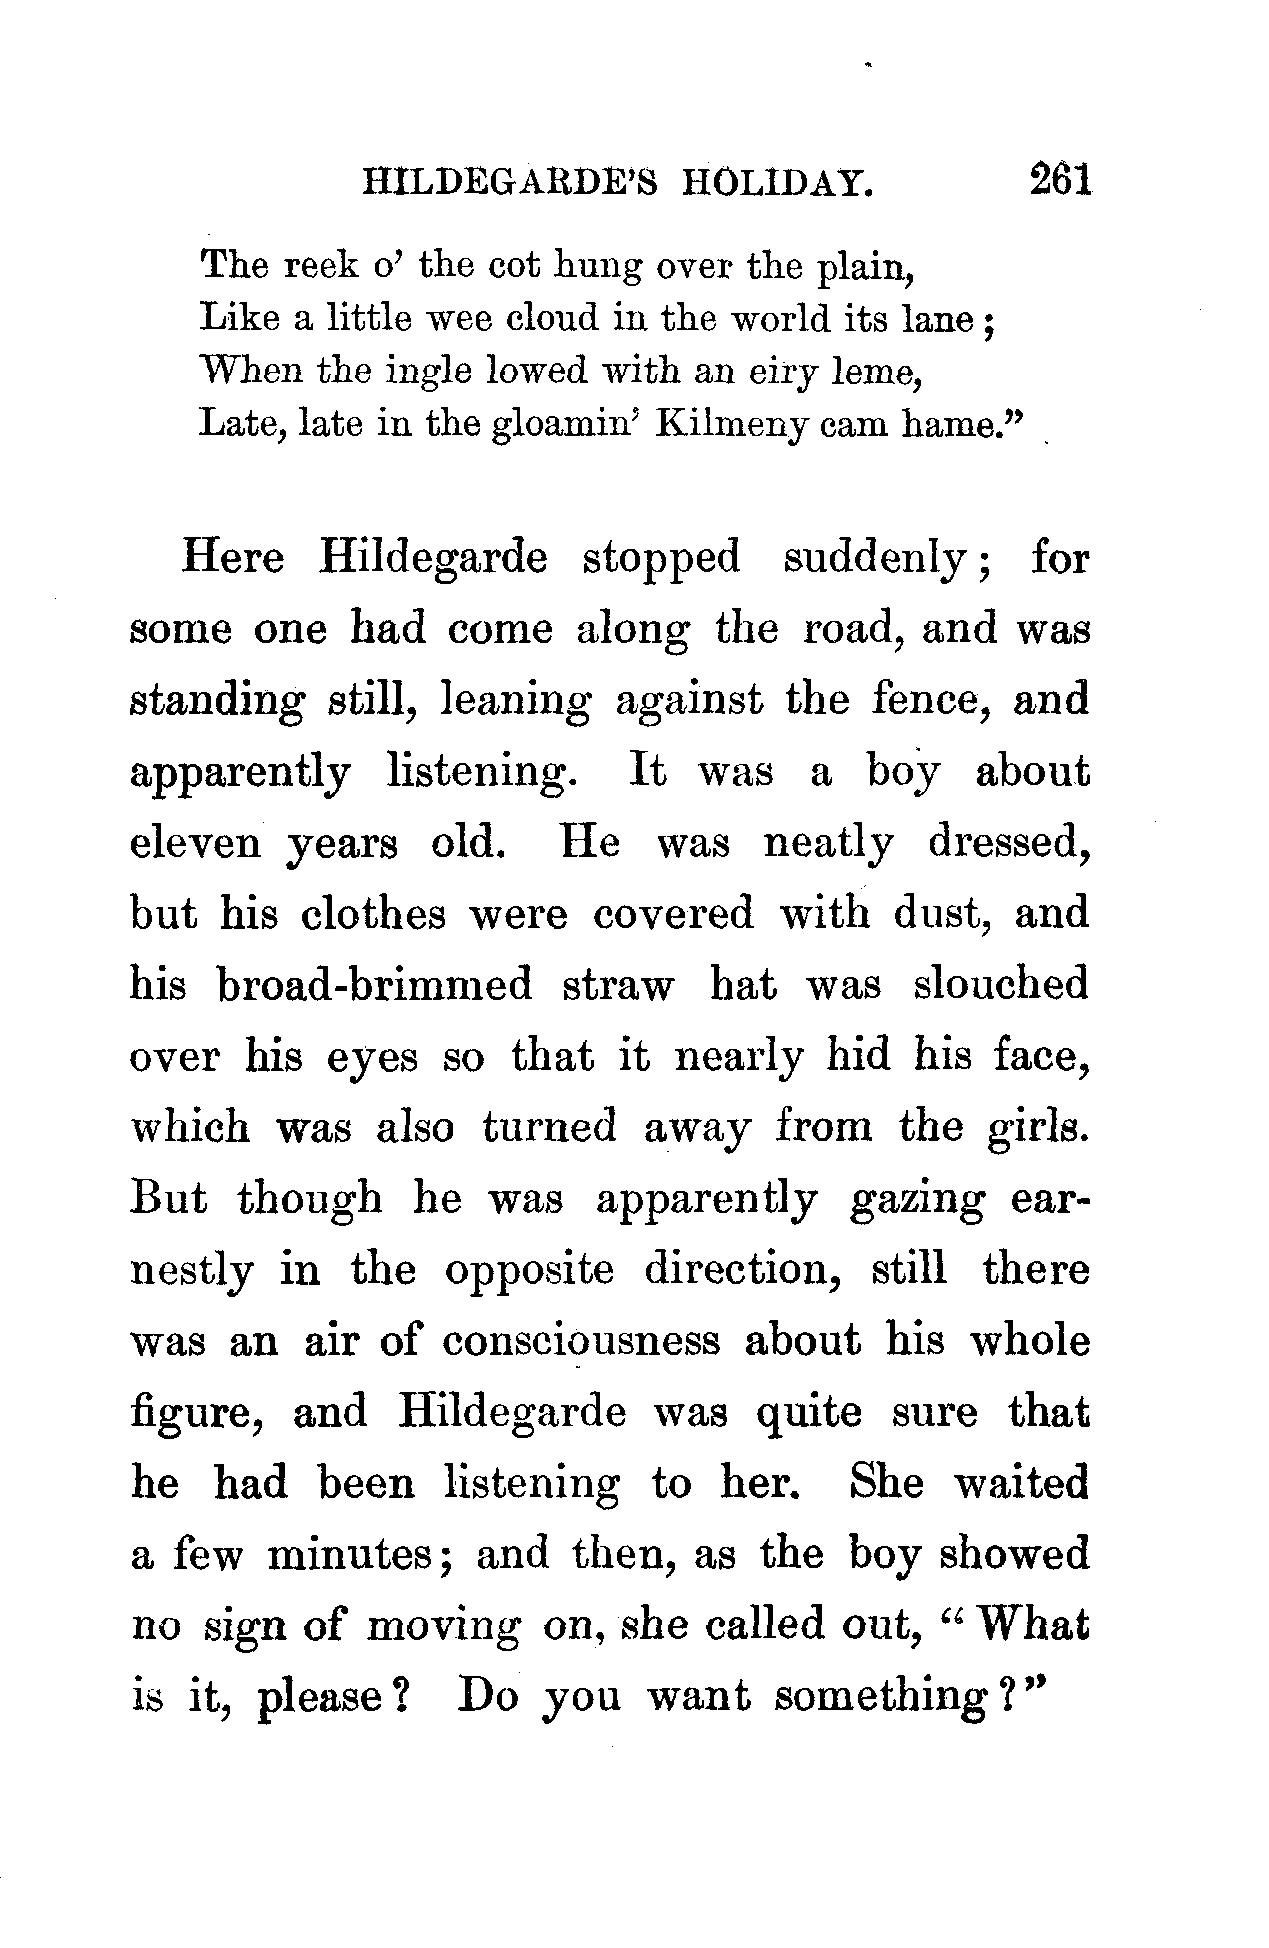 HILDEGARDE'S HOLIDAY. 261
The reek o' the cot hung over the plain,
Like a little wee cloud in the world its lane;
When the ingle lowed with an eiry leme,
Late, late in the gloamin' Kilmeny cam hame."
Here Hildegarde stopped suddenly; for
some one had come along the road, and was
standing still, leaning against the fence, and
apparently listening. It was a boy about
eleven years old. He was neatly dressed,
but his clothes were covered with dust, and
his broad-brimmed straw hat was slouched
over his eyes so that it nearly hid his face,
which was also turned away from the girls.
But though he was apparently gazing ear-
nestly in the opposite direction, still there
was an air of consciousness about his whole
figure, and Hildegarde was quite sure that
he had been listening to her. She waited
a few minutes; and then, as the boy showed
no sign of moving on, she called out, "What
is it, please? Do you want something?"